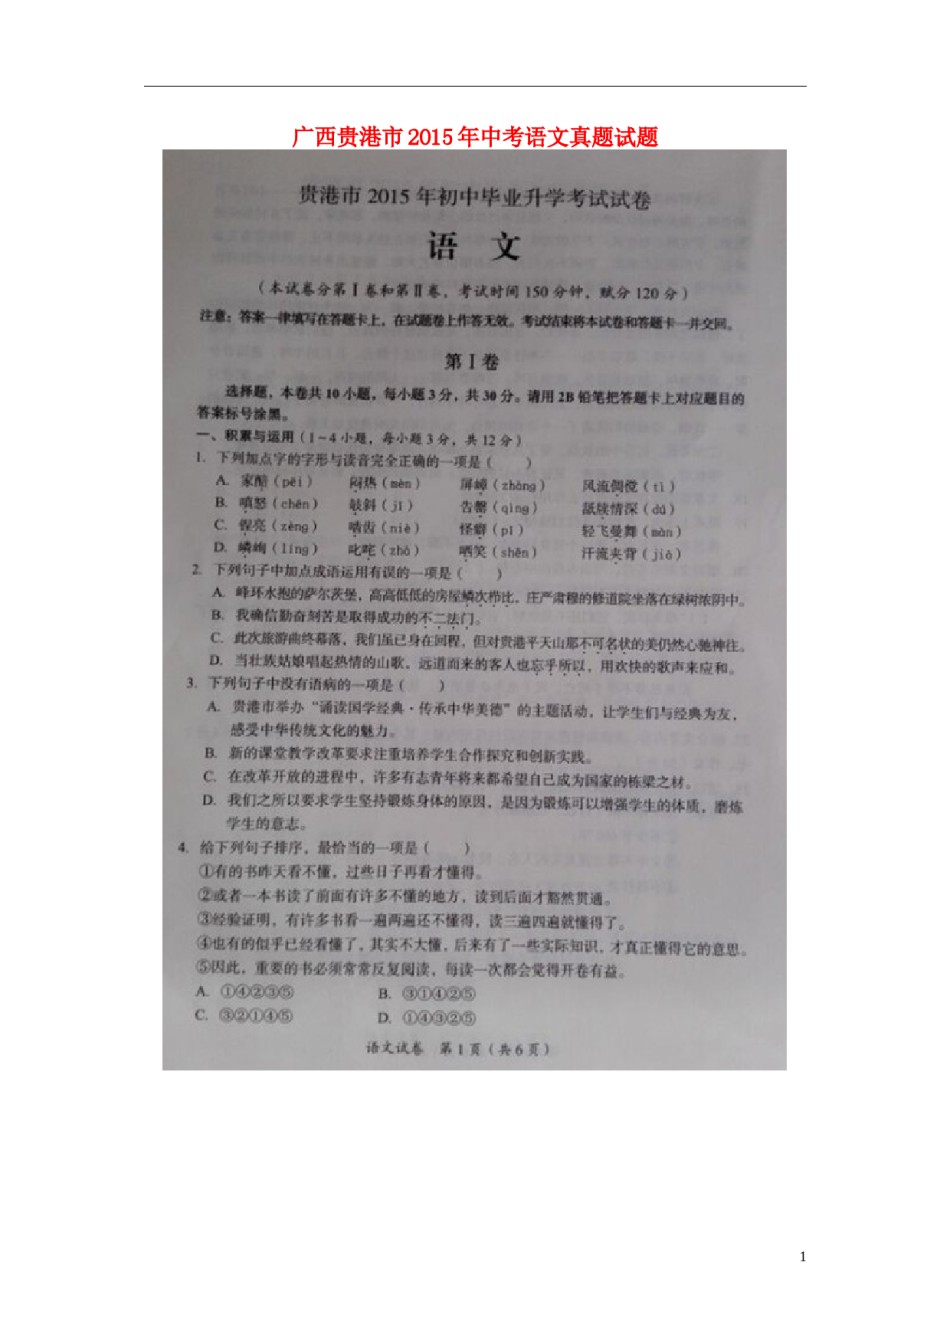 广西贵港市2015年中考语文真题试题
贵港市 2015 年初中毕业升学考试试卷
语 文
（本试卷分第Ⅰ卷和第Ⅱ卷，考试时间150分钟，赋分120分）
注意：答案一律填写在答题卡上，在试题卷上作答无效。考试结束将本试卷和答题卡一并交回。
第Ⅰ卷
选择题，本卷共10小题，每小题3分，共30分。请用2B铅笔把答题卡上对应题目的
答案标号涂黑。
一、积累与运用（1~4小题，每小题3分，共12分）
1. 下列加点字的字形与读音完全正确的一项是（ ）
A. 家醅（pēi） 闷热（mèn） 屏嶂（zhàng） 风流倜傥（tì）
B. 嗔怒（chēn） 敧斜（jī） 告罄（qìng） 舐犊情深（dú）
C. 锃亮（zèng） 啮齿（niè） 怪癖（pǐ） 轻飞曼舞（màn）
D. 嶙峋（líng） 叱咤（zhà） 哂笑（shěn） 汗流夹背（jiā）
2. 下列句子中加点成语运用有误的一项是（ ）
A. 峰环水抱的萨尔茨堡，高高低低的房屋鳞次栉比，庄严肃穆的修道院坐落在绿树浓阴中。
B. 我确信勤奋刻苦是取得成功的不二法门。
C. 此次旅游曲终幕落，我们虽已身在回程，但对贵港平天山那不可名状的美仍然心驰神往。
D. 当壮族姑娘唱起热情的山歌，远道而来的客人也忘乎所以，用欢快的歌声来应和。
3. 下列句子中没有语病的一项是（ ）
A. 贵港市举办“诵读国学经典·传承中华美德”的主题活动，让学生们与经典为友，
感受中华传统文化的魅力。
B. 新的课堂教学改革要求注重培养学生合作探究和创新实践。
C. 在改革开放的进程中，许多有志青年将来都希望自己成为国家的栋梁之材。
D. 我们之所以要求学生坚持锻炼身体的原因，是因为锻炼可以增强学生的体质，磨炼
学生的意志。
4. 给下列句子排序，最恰当的一项是（ ）
①有的书昨天看不懂，过些日子再看才懂得。
②或者一本书读了前面有许多不懂的地方，读到后面才豁然贯通。
③经验证明，有许多书看一遍两遍还不懂得，读三遍四遍就懂得了。
④也有的似乎已经看懂了，其实不大懂，后来有了一些实际知识，才真正懂得它的意思。
⑤因此，重要的书必须常常反复阅读，每读一次都会觉得开卷有益。
A. ①④②③⑤ B. ③①④②⑤
C. ③②①④⑤ D. ①④③②⑤
语文试卷 第1页（共6页）
1